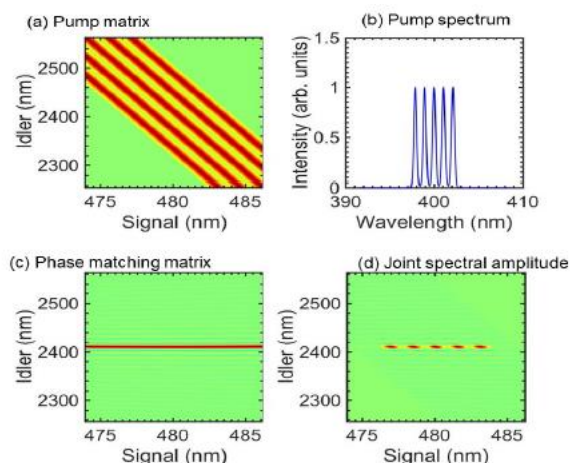 (a) Pump matrix
2500
2400
2300
Idler (nm)
475 480 485
Signal (nm)
(b) Pump spectrum
1.5
1
0.5
0
Intensity (arb. units)
390 400 410
Wavelength (nm)
(c) Phase matching matrix
2500
2400
2300
Idler (nm)
475 480 485
Signal (nm)
(d) Joint spectral amplitude
2500
2400
2300
Idler (nm)
475 480 485
Signal (nm)